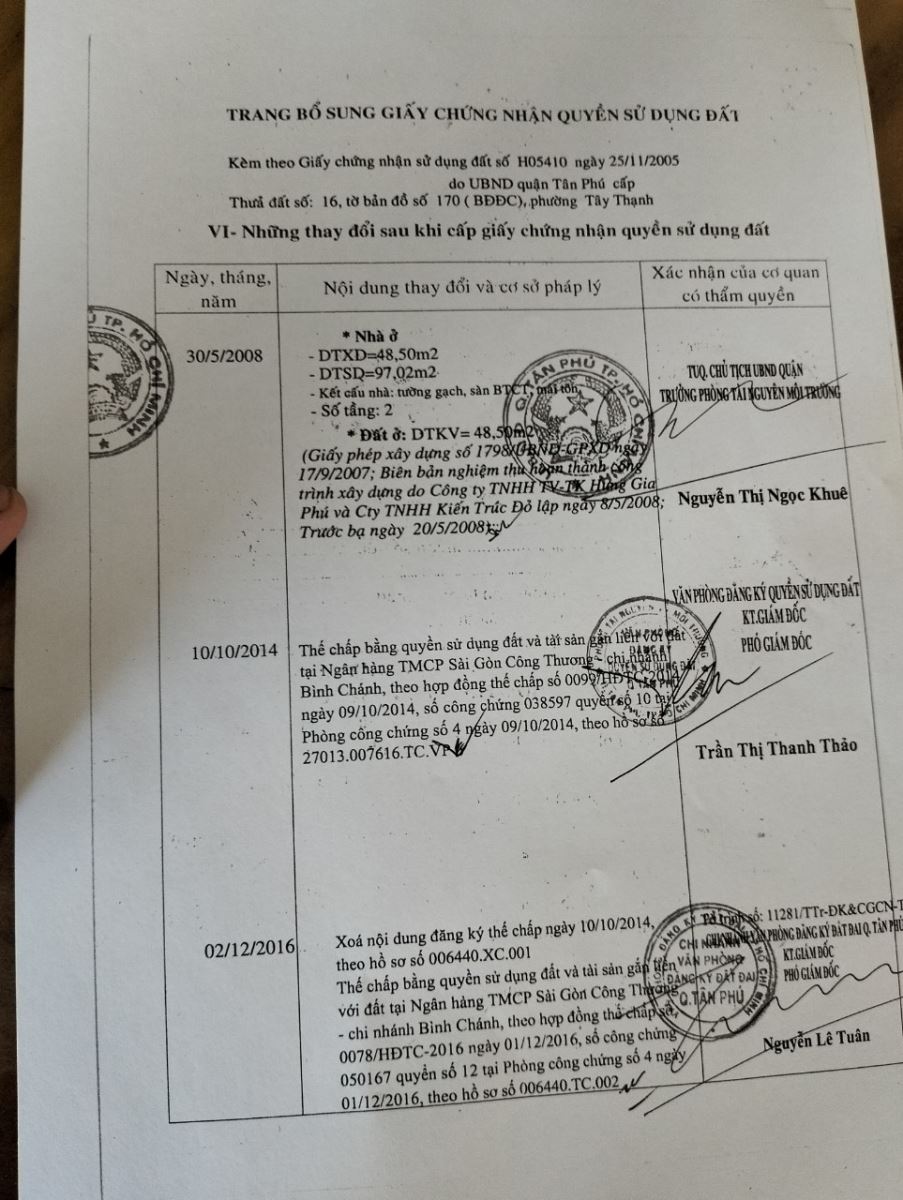 TRANG BỔ SUNG GIẤY CHỨNG NHẬN QUYỀN SỬ DỤNG ĐẤT
Kèm theo Giấy chứng nhận sử dụng đất số H05410 ngày 25/11/2005
do UBND quận Tân Phú cấp
Thửa đất số: 16, tờ bản đồ số 170 ( BĐĐC), phường Tây Thạnh
VI- Những thay đổi sau khi cấp giấy chứng nhận quyền sử dụng đất
Ngày, tháng, năm
Nội dung thay đổi và cơ sở pháp lý
Xác nhận của cơ quan có thẩm quyền
30/5/2008
* Nhà ở
- DTXD=48,50m2
- DTSD=97,02m2
- Kết cấu nhà: tường gạch, sàn BTCT, mái tôn.
- Số tầng: 2
* Đất ở: DTKV= 48,50m2
(Giấy phép xây dựng số 1798/UBND-GPXD ngày
17/9/2007; Biên bản nghiệm thu hoàn thành công
trình xây dựng do Công ty TNHH TV-TK Hùng Gia
Phú và Cty TNHH Kiến Trúc Đỏ lập ngày 8/5/2008;
Trước bạ ngày 20/5/2008)
TUQ. CHỦ TỊCH UBND QUẬN
TRƯỞNG PHÒNG TÀI NGUYÊN MÔI TRƯỜNG
Nguyễn Thị Ngọc Khuê
10/10/2014
Thế chấp bằng quyền sử dụng đất và tài sản gắn liền với đất
tại Ngân hàng TMCP Sài Gòn Công Thương - chi nhánh
Bình Chánh, theo hợp đồng thế chấp số 0099/HĐTC-2014
ngày 09/10/2014, số công chứng 038597 quyển số 10 tại
Phòng công chứng số 4 ngày 09/10/2014, theo hồ sơ số
27013.007616.TC.VP
VĂN PHÒNG ĐĂNG KÝ QUYỀN SỬ DỤNG ĐẤT
KT.GIÁM ĐỐC
PHÓ GIÁM ĐỐC
Trần Thị Thanh Thảo
02/12/2016
Xoá nội dung đăng ký thế chấp ngày 10/10/2014,
theo hồ sơ số 006440.XC.001
Thế chấp bằng quyền sử dụng đất và tài sản gắn liền
với đất tại Ngân hàng TMCP Sài Gòn Công Thương
- chi nhánh Bình Chánh, theo hợp đồng thế chấp số
0078/HĐTC-2016 ngày 01/12/2016, số công chứng
050167 quyển số 12 tại Phòng công chứng số 4 ngày
01/12/2016, theo hồ sơ số 006440.TC.002
Tờ trình số: 11281/TTr-ĐK&CGCN-T
CHI NHÁNH VĂN PHÒNG ĐĂNG KÝ ĐẤT ĐAI Q. TÂN PHÚ
KT.GIÁM ĐỐC
PHÓ GIÁM ĐỐC
CHI NHÁNH
VĂN PHÒNG
ĐĂNG KÝ ĐẤT ĐAI
Q.TÂN PHÚ
Nguyễn Lê Tuân